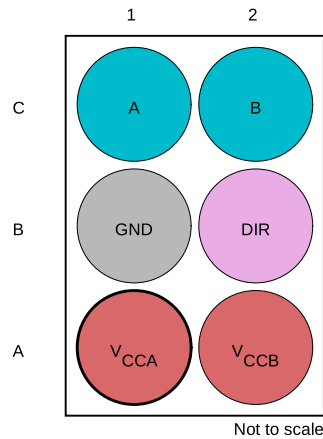 1 2
C A B
B GND DIR
A VCCA VCCB
Not to scale